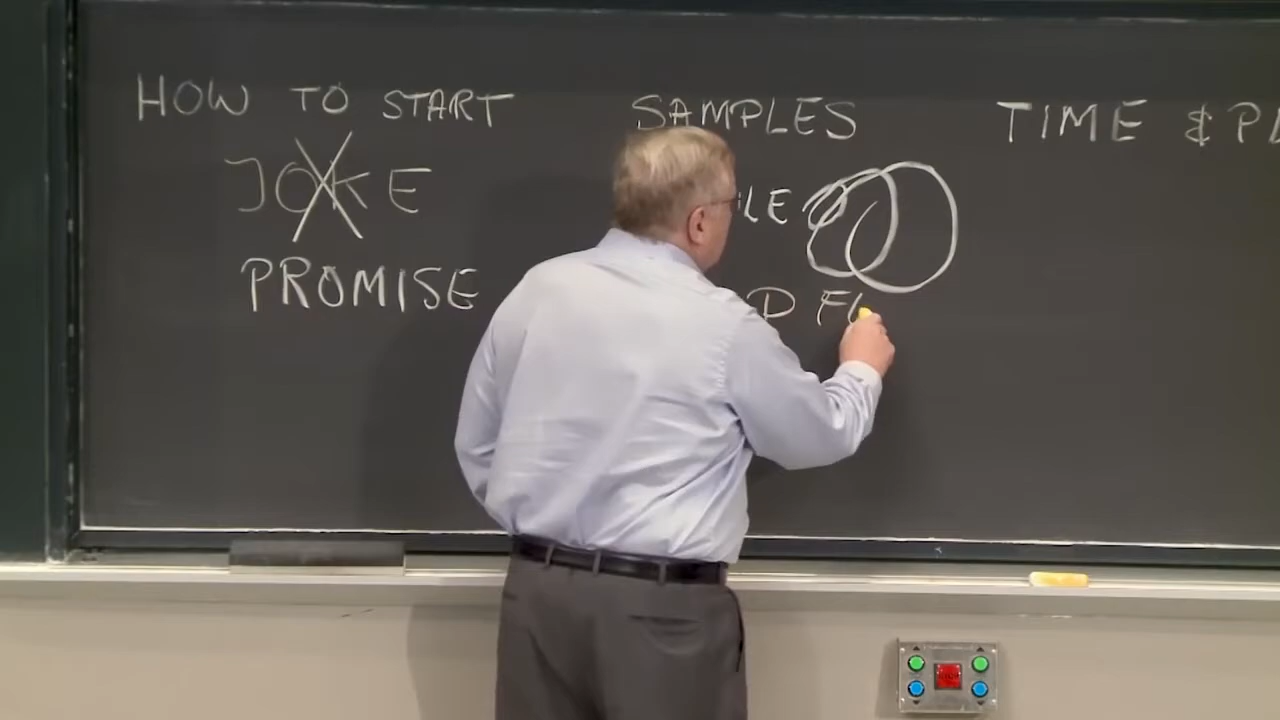 HOW TO START
JOKE
PROMISE
SAMPLES
TIME &